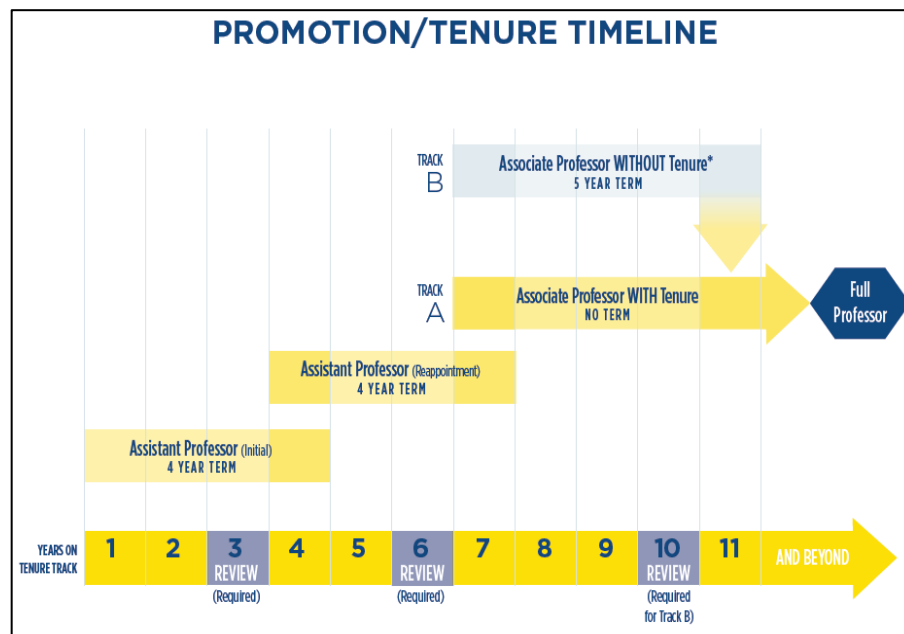 PROMOTION/TENURE TIMELINE
TRACK
B
Associate Professor WITHOUT Tenure*
5 YEAR TERM
TRACK
A
Associate Professor WITH Tenure
NO TERM
Full
Professor
Assistant Professor (Reappointment)
4 YEAR TERM
Assistant Professor (Initial)
4 YEAR TERM
YEARS ON
TENURE TRACK
1
2
3
REVIEW
(Required)
4
5
6
REVIEW
(Required)
7
8
9
10
REVIEW
(Required
for Track B)
11
AND BEYOND